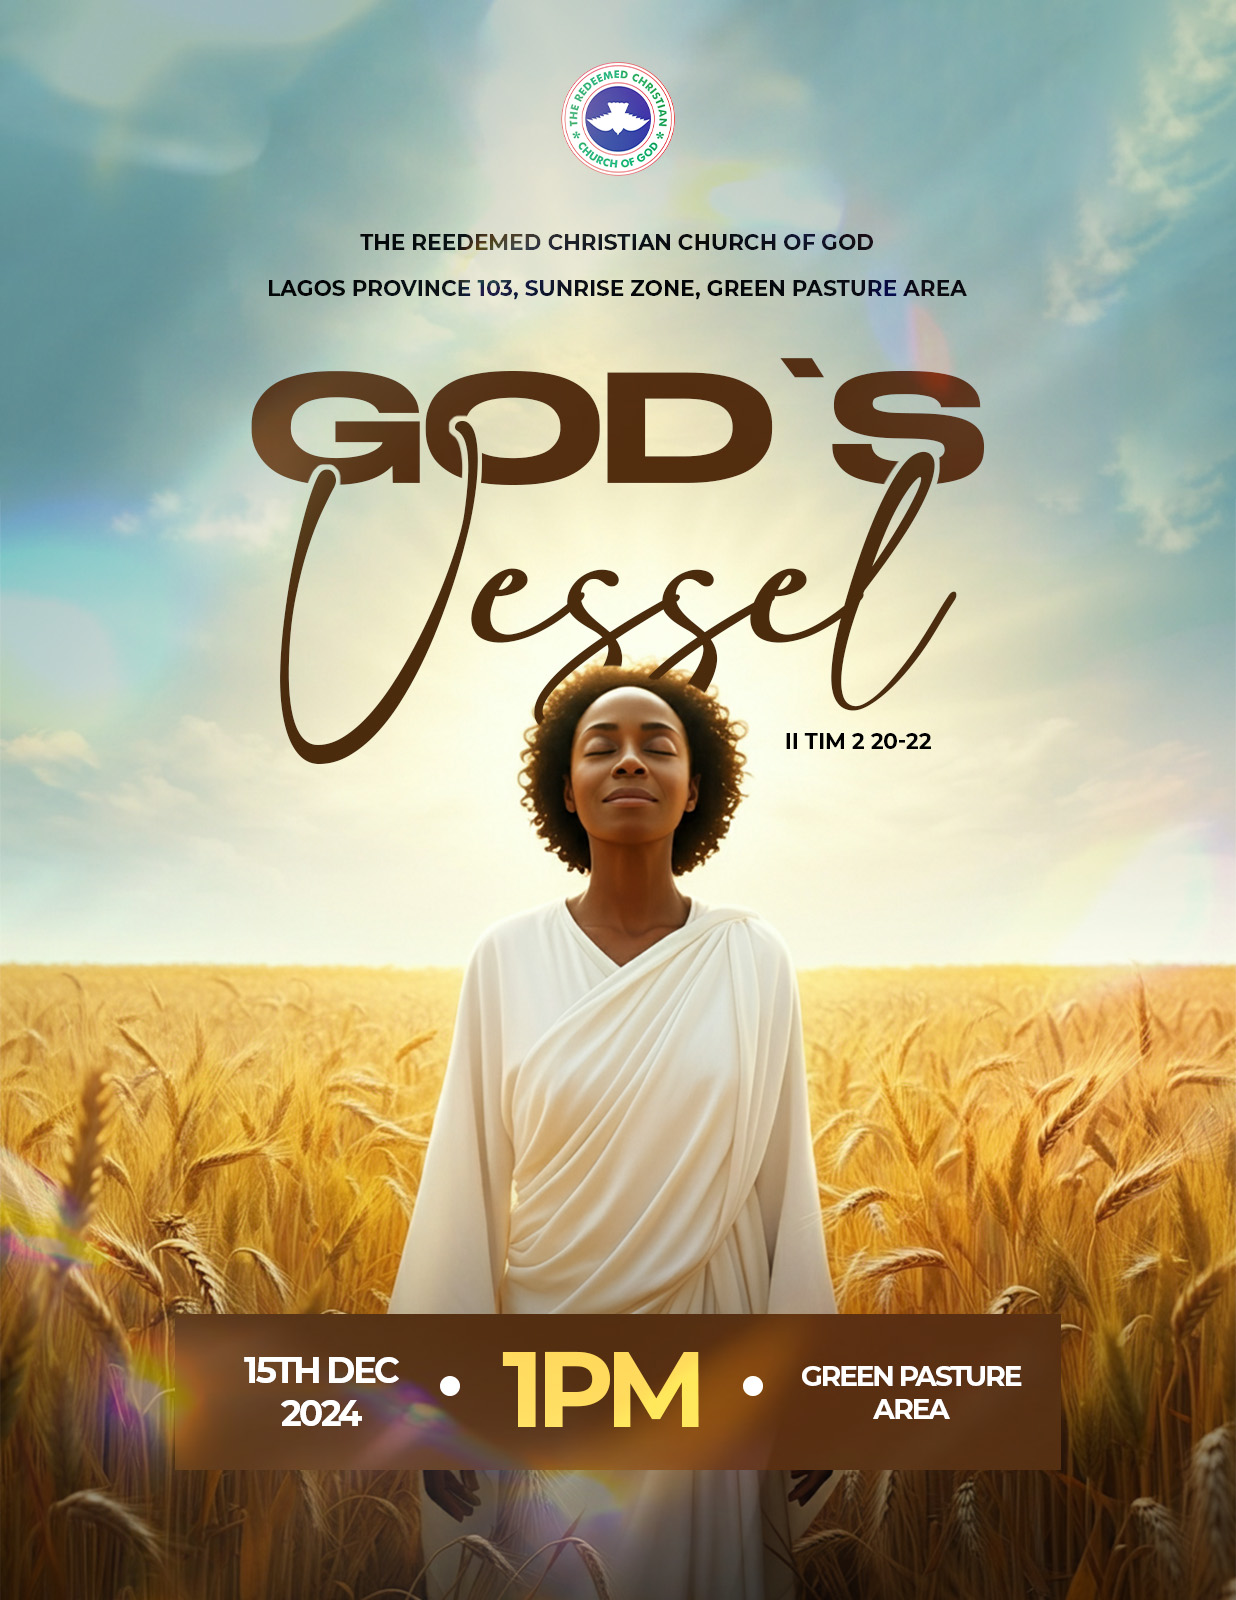 THE REDEEMED CHRISTIAN
* CHURCH OF GOD *
THE REEDEMED CHRISTIAN CHURCH OF GOD
LAGOS PROVINCE 103, SUNRISE ZONE, GREEN PASTURE AREA
GOD`S
Vessel
II TIM 2 20-22
15TH DEC
2024
1PM
GREEN PASTURE
AREA